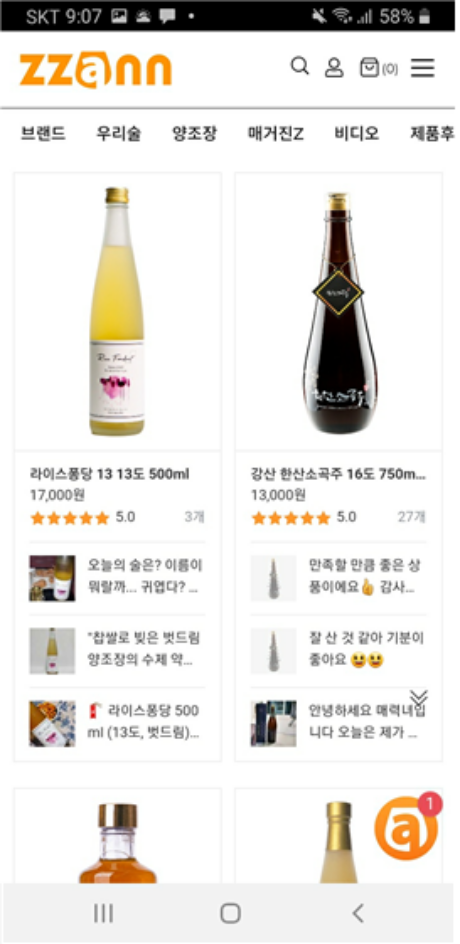 SKT 9:07
58%
zzann
(0)
브랜드 우리술 양조장 매거진Z 비디오 제품후
라이스퐁당 13 13도 500ml
17,000원
5.0 3개
오늘의 술은? 이름이
뭐랄까... 귀엽다? ...
"찹쌀로 빚은 벗드림
양조장의 수제 약...
라이스퐁당 500
ml (13도, 벗드림)...
강산 한산소곡주 16도 750m...
13,000원
5.0 27개
만족할 만큼 좋은 상
품이에요👍 감사...
잘 산 것 같아 기분이
좋아요 😃😃
안녕하세요 매력녀입
니다 오늘은 제가 ...
1